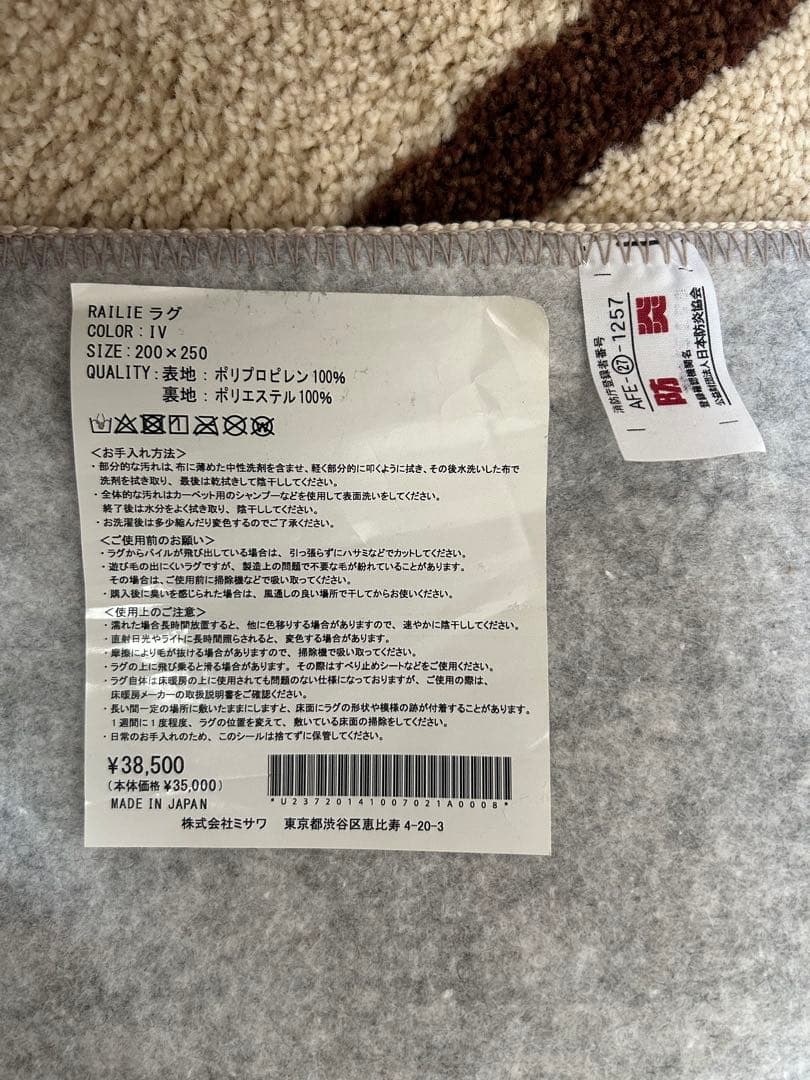 RAILIE ラグ
COLOR : IV
SIZE : 200×250
QUALITY : 表地 : ポリプロピレン100%
裏地 : ポリエステル100%
<お手入れ方法>
・部分的な汚れは、布に薄めた中性洗剤を含ませ、軽く部分的に叩くように拭き、その後水洗いした布で
洗剤を拭き取り、最後は乾拭きして陰干ししてください。
・全体的な汚れはカーペット用のシャンプーなどを使用して表面洗いをしてください。
終了後は水分をよく拭き取り、陰干ししてください。
・お洗濯後は多少縮んだり変色するのでご了承ください。
<ご使用前のお願い>
・ラグからパイルが飛び出している場合は、引っ張らずにハサミなどでカットしてください。
・遊び毛の出にくいラグですが、製造上の問題で不要な毛が紛れていることがあります。
その場合は、ご使用前に掃除機などで吸い取ってください。
・購入後に臭いを感じられた場合は、風通しの良い場所で干してからお使いください。
<使用上のご注意>
・濡れた場合長時間放置すると、他に色移りする場合がありますので、速やかに陰干ししてください。
・直射日光やライトに長時間照らされると、変色する場合があります。
・摩擦により毛が抜ける場合がありますので、掃除機で吸い取ってください。
・ラグの上に飛び乗ると滑る場合があります。その際はすべり止めシートなどをご使用ください。
・ラグ自体は床暖房の上に使用されても問題のない仕様になっておりますが、ご使用の際は、
床暖房メーカーの取扱説明書をご確認ください。
・長い間一定の場所に敷いたままにしますと、床面にラグの形状や模様の跡が付着することがあります。
1週間に1度程度、ラグの位置を変えて、敷いている床面の掃除をしてください。
・日常のお手入れのため、このシールは捨てずに保管してください。
¥38,500
(本体価格 ¥35,000)
MADE IN JAPAN
*U237201410070​21A0008*
株式会社ミサワ 東京都渋谷区恵比寿 4-20-3
消防庁登録者番号
AFE-㉗-1257
防炎
登録確認機関名
公益財団法人日本防炎協会